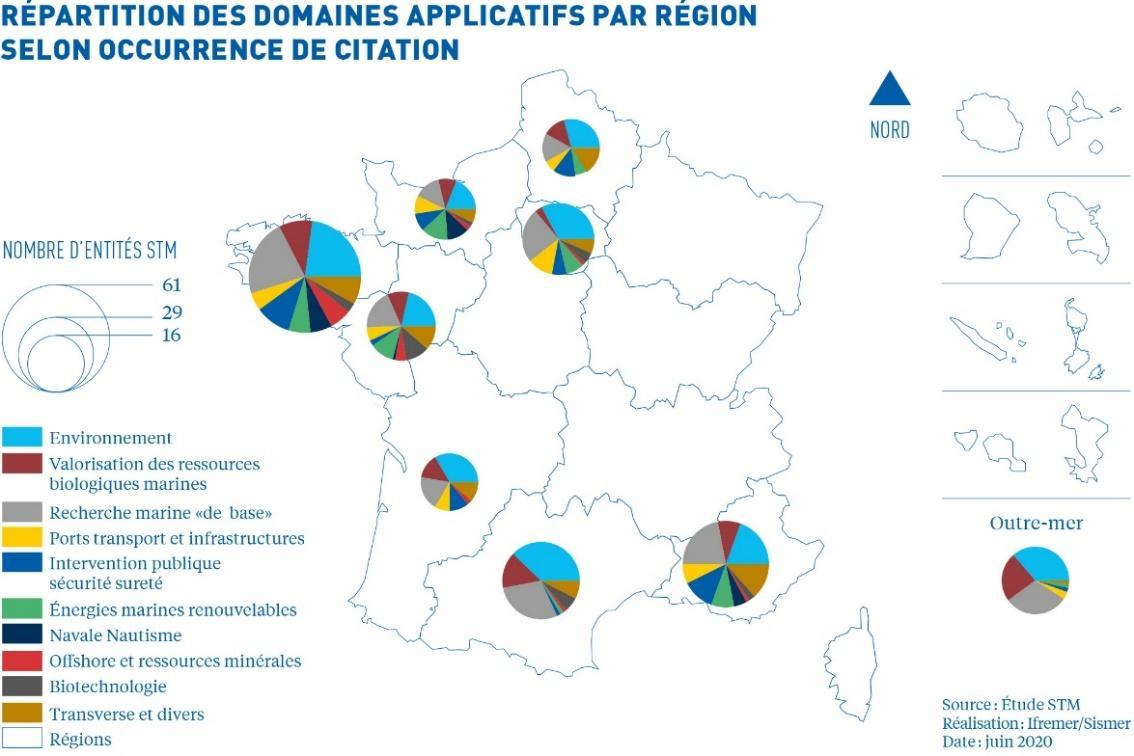 RÉPARTITION DES DOMAINES APPLICATIFS PAR RÉGION
SELON OCCURRENCE DE CITATION
NORD
NOMBRE D'ENTITÉS STM
61
29
16
Environnement
Valorisation des ressources
biologiques marines
Recherche marine «de base»
Ports transport et infrastructures
Intervention publique
sécurité sureté
Énergies marines renouvelables
Navale Nautisme
Offshore et ressources minérales
Biotechnologie
Transverse et divers
Régions
Outre-mer
Source : Étude STM
Réalisation : Ifremer/Sismer
Date : juin 2020